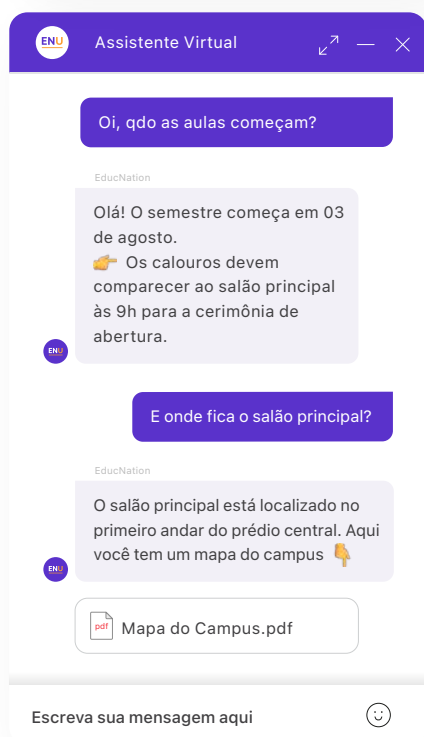 ENU
Assistente Virtual
Oi, qdo as aulas começam?
EducNation
Olá! O semestre começa em 03
de agosto.
👉 Os calouros devem
comparecer ao salão principal
às 9h para a cerimônia de
abertura.
ENU
E onde fica o salão principal?
EducNation
O salão principal está localizado no
primeiro andar do prédio central. Aqui
você tem um mapa do campus 👇
ENU
pdf Mapa do Campus.pdf
Escreva sua mensagem aqui